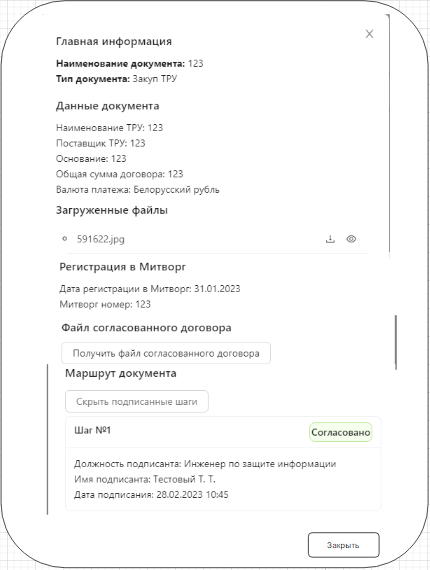 Главная информация
Наименование документа: 123
Тип документа: Закуп ТРУ
Данные документа
Наименование ТРУ: 123
Поставщик ТРУ: 123
Основание: 123
Общая сумма договора: 123
Валюта платежа: Белорусский рубль
Загруженные файлы
591622.jpg
Регистрация в Митворг
Дата регистрации в Митворг: 31.01.2023
Митворг номер: 123
Файл согласованного договора
Получить файл согласованного договора
Маршрут документа
Скрыть подписанные шаги
Шаг №1 Согласовано
Должность подписанта: Инженер по защите информации
Имя подписанта: Тестовый Т. Т.
Дата подписания: 28.02.2023 10:45
Закрыть